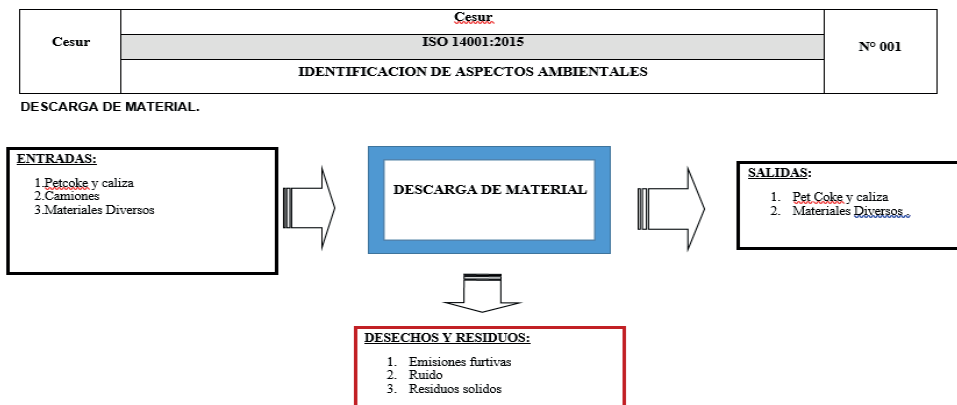 Cesur
Cesur
ISO 14001:2015
N° 001
IDENTIFICACION DE ASPECTOS AMBIENTALES
DESCARGA DE MATERIAL.
ENTRADAS:
1.Petcoke y caliza
2.Camiones
3.Materiales Diversos
DESCARGA DE MATERIAL
SALIDAS:
1. Pet Coke y caliza
2. Materiales Diversos .
DESECHOS Y RESIDUOS:
1. Emisiones furtivas
2. Ruido
3. Residuos solidos